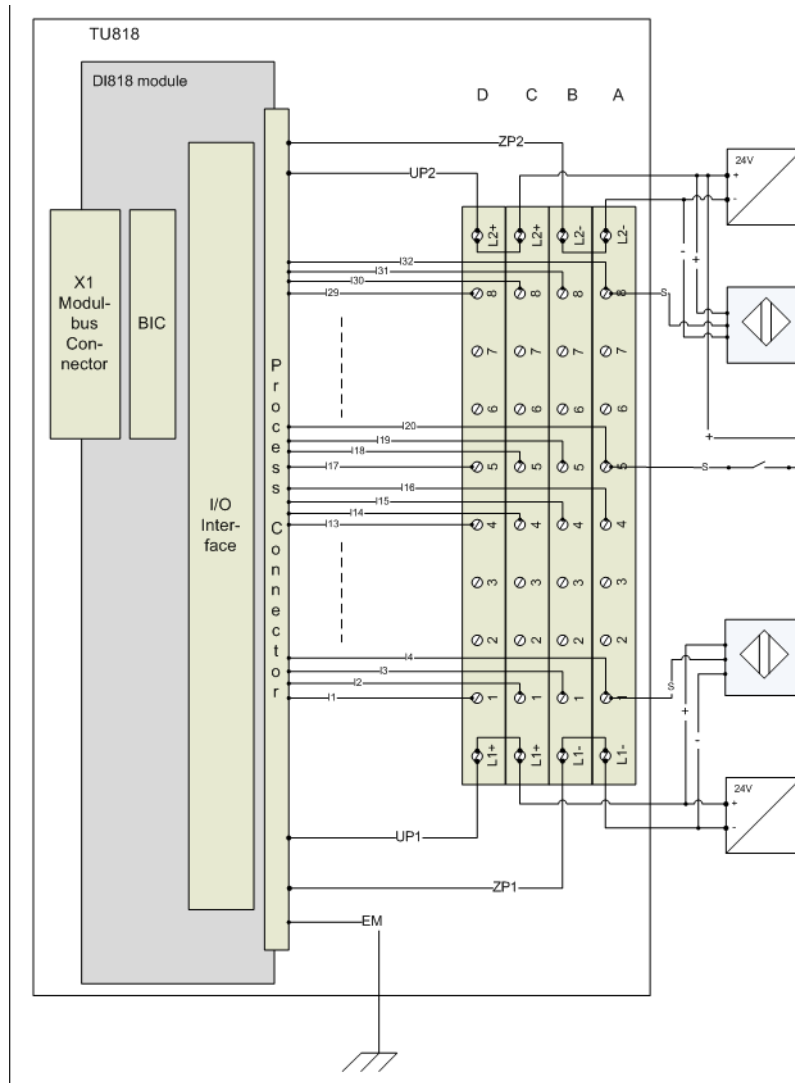 TU818
DI818 module
D C B A
ZP2
UP2
24V
+
-
L2+ L2+ L2- L2-
I32
I31
I30
I29
8 8 8 8
S
-
+
X1
Modul-
bus
Con-
nector
BIC
7 7 7 7
6 6 6 6
I20
I19
I18
I17
5 5 5 5
+
S
Process Connector
I/O
Inter-
face
I16
I15
I14
I13
4 4 4 4
3 3 3 3
2 2 2 2
I4
I3
I2
I1
1 1 1 1
S
+
-
L1+ L1+ L1- L1-
24V
+
-
UP1
ZP1
EM